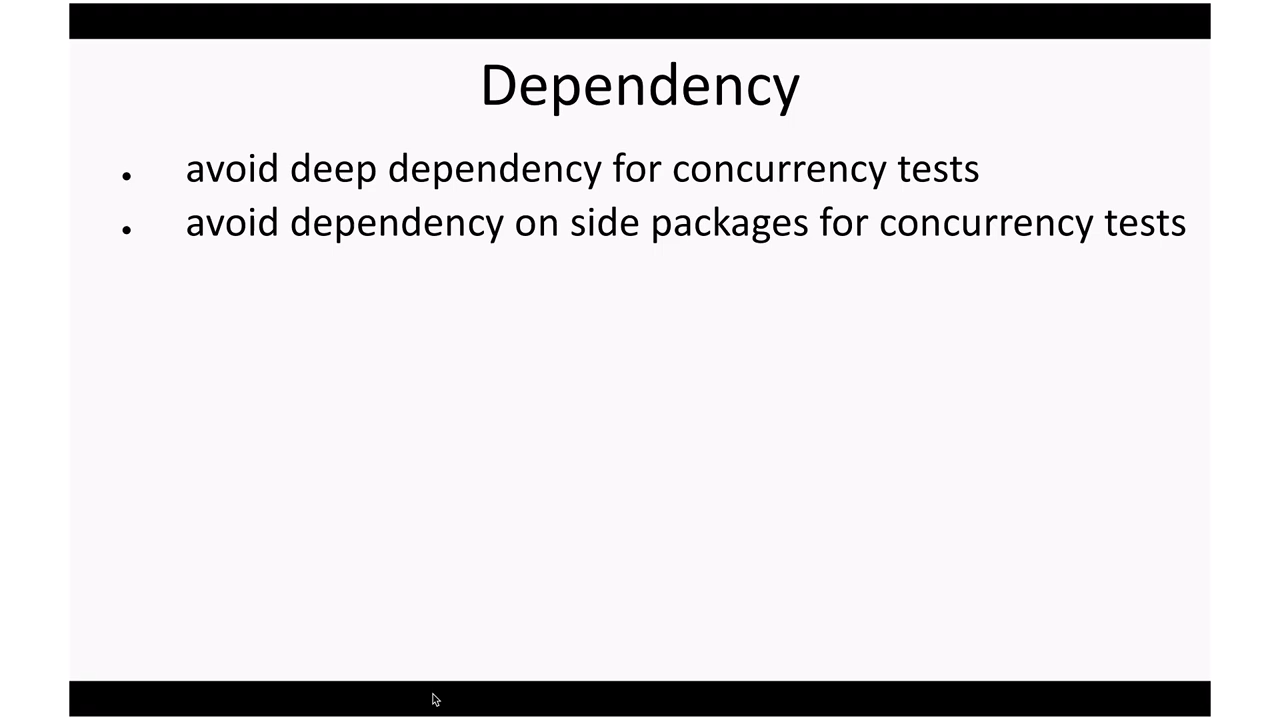 Dependency
• avoid deep dependency for concurrency tests
• avoid dependency on side packages for concurrency tests